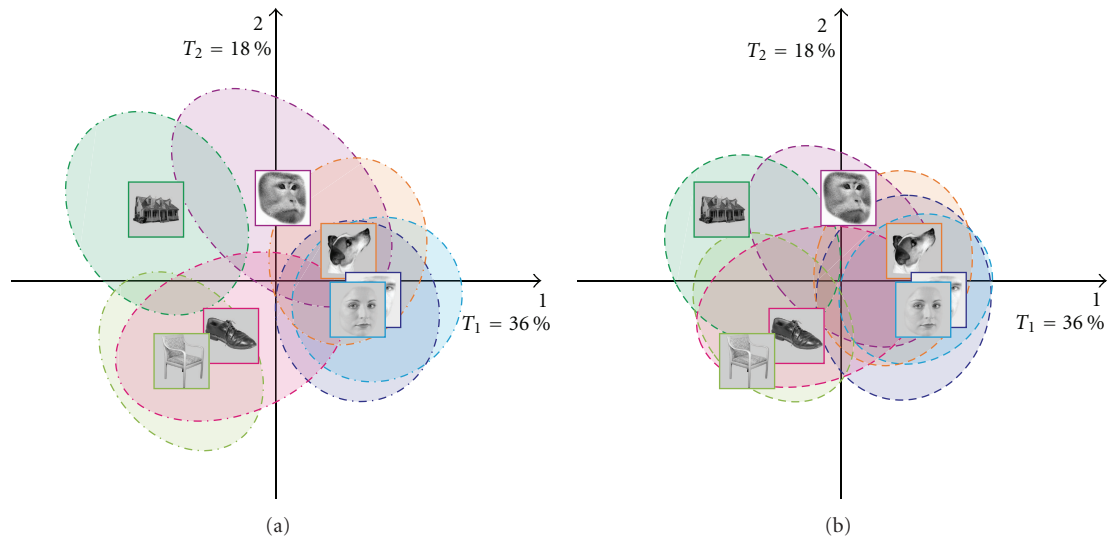 2
T₂ = 18 %
1
T₁ = 36 %
(a)
2
T₂ = 18 %
1
T₁ = 36 %
(b)